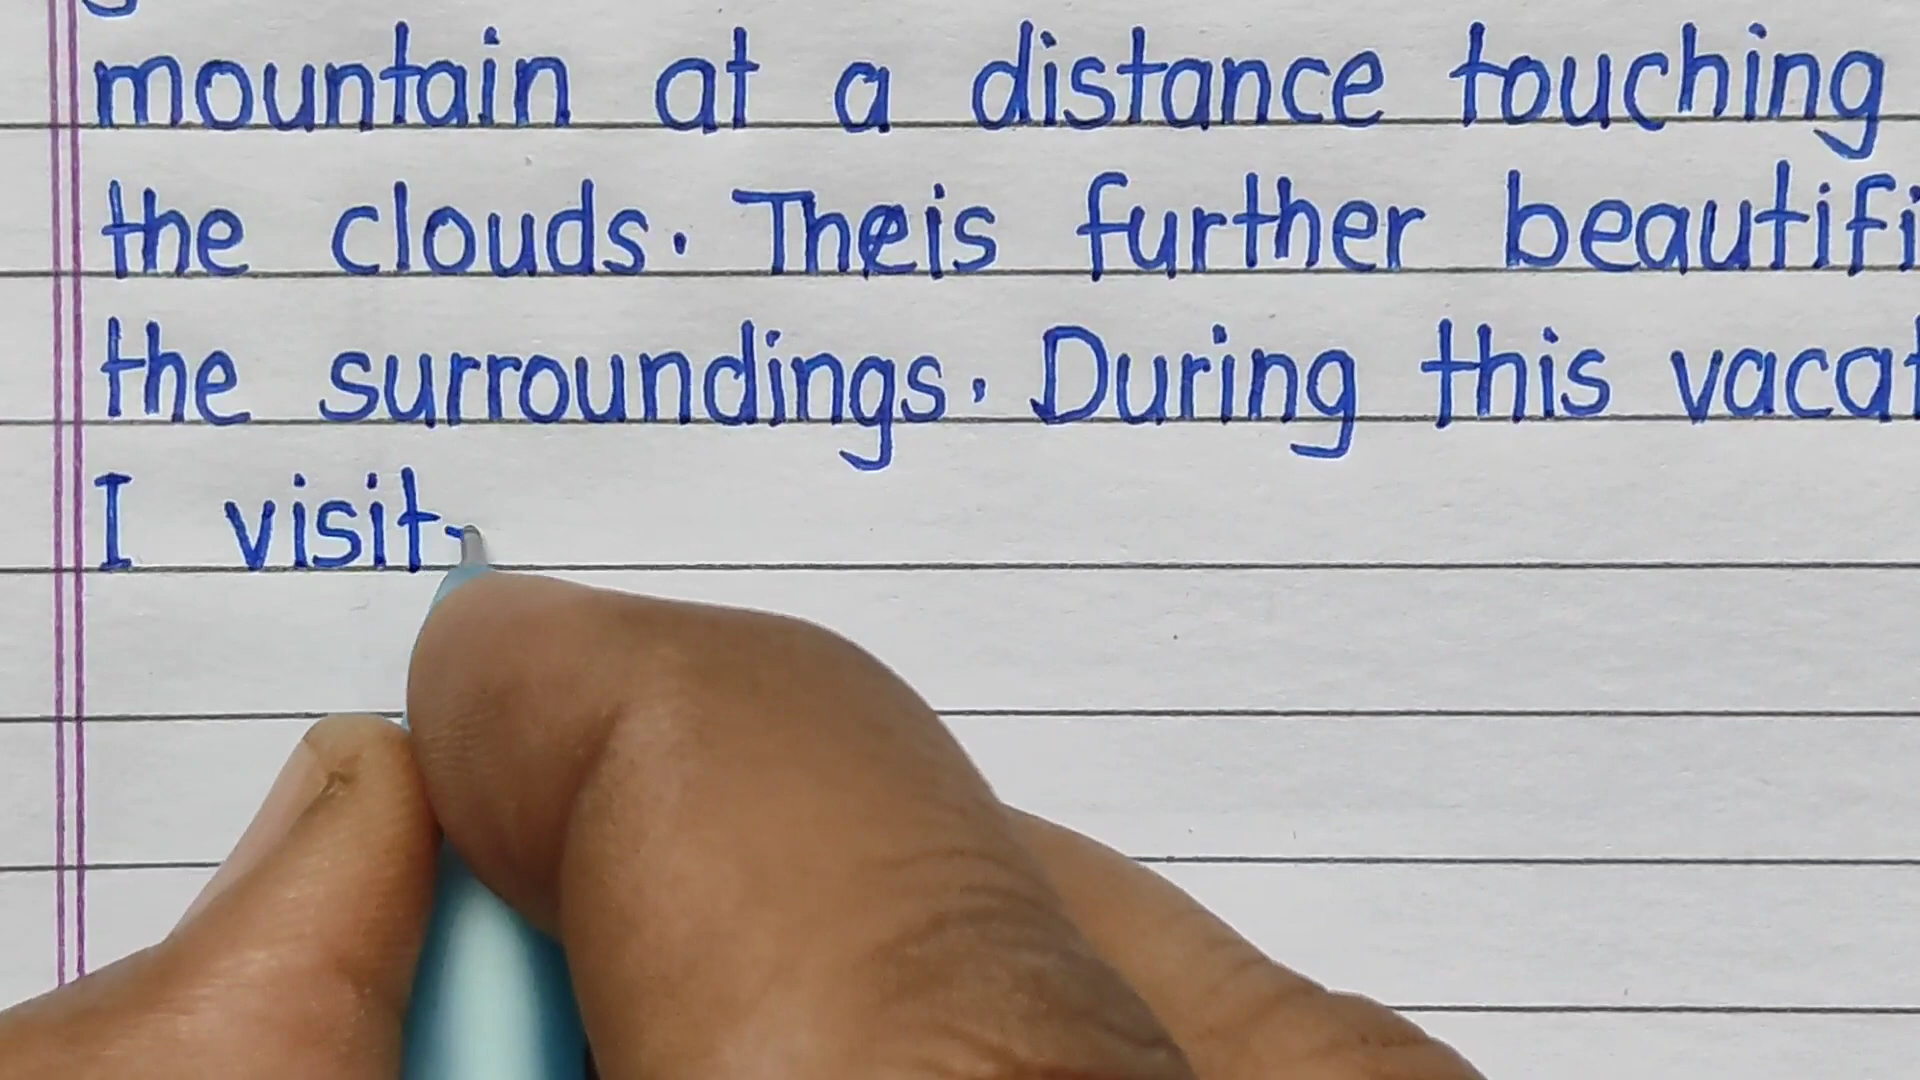 mountain at a distance touching
the clouds. Theis further beautifi
the surroundings. During this vacat
I visit